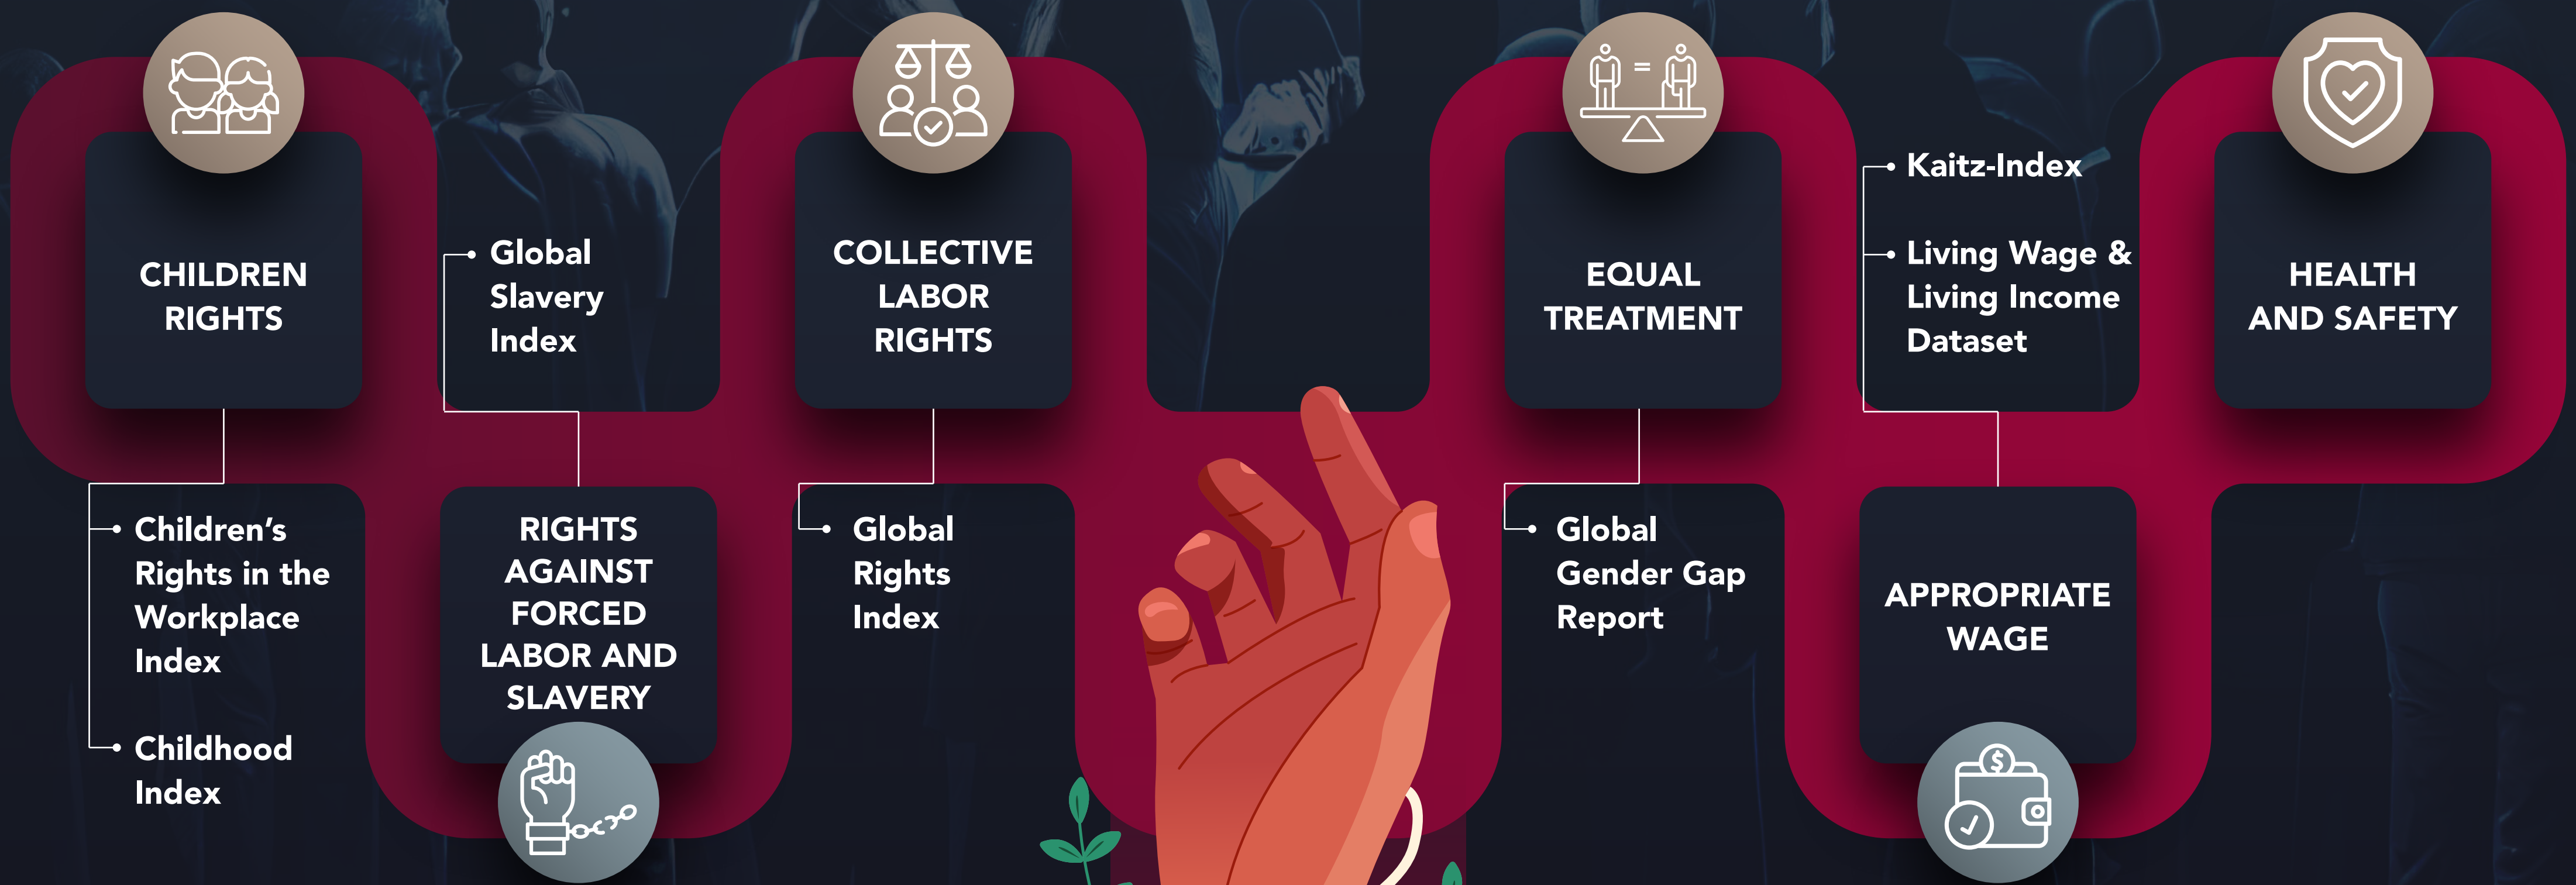 CHILDREN
RIGHTS
Children’s
Rights in the
Workplace
Index
Childhood
Index
Global
Slavery
Index
RIGHTS
AGAINST
FORCED
LABOR AND
SLAVERY
COLLECTIVE
LABOR
RIGHTS
Global
Rights
Index
EQUAL
TREATMENT
=
Global
Gender Gap
Report
Kaitz-Index
Living Wage &
Living Income
Dataset
APPROPRIATE
WAGE
$
HEALTH
AND SAFETY